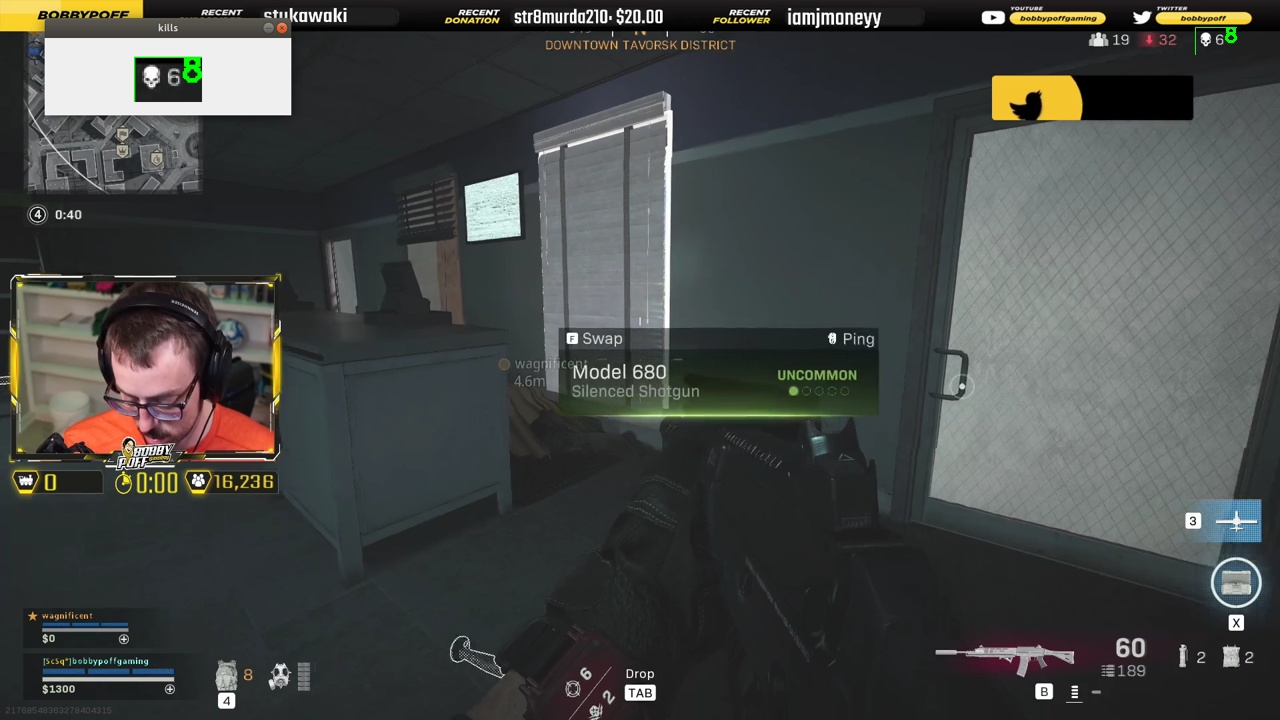 BOBBYPOFF
RECENT
stukawaki
RECENT
DONATION
str8murda210: $20.00
RECENT
FOLLOWER
iamjmoneyy
YOUTUBE
bobbypoffgaming
TWITTER
bobbypoff
kills
6 8
DOWNTOWN TAVORSK DISTRICT
19
32
6 8
4
0:40
F Swap
Ping
wagnificent
4.6m
Model 680
Silenced Shotgun
UNCOMMON
BOBBY
POFF
0
0:00
16,236
3
X
wagnificent
$0
[ScSq*]bobbypoffgaming
$1300
8
4
6
2
Drop
TAB
60
189
2
2
B
21768548363278404315